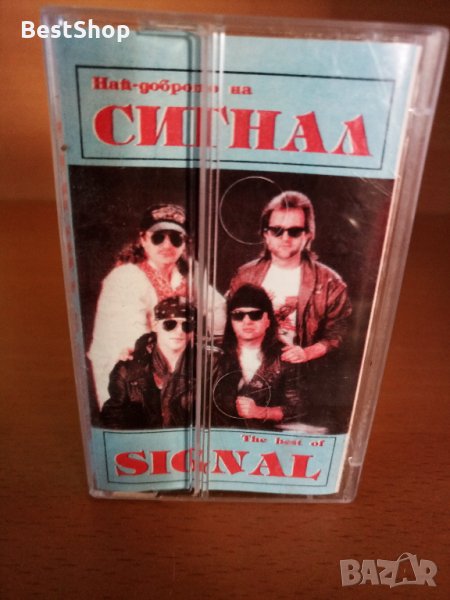 BestShop
Най-доброто на
СИГНАЛ
The best of
SIGNAL
BAZAR